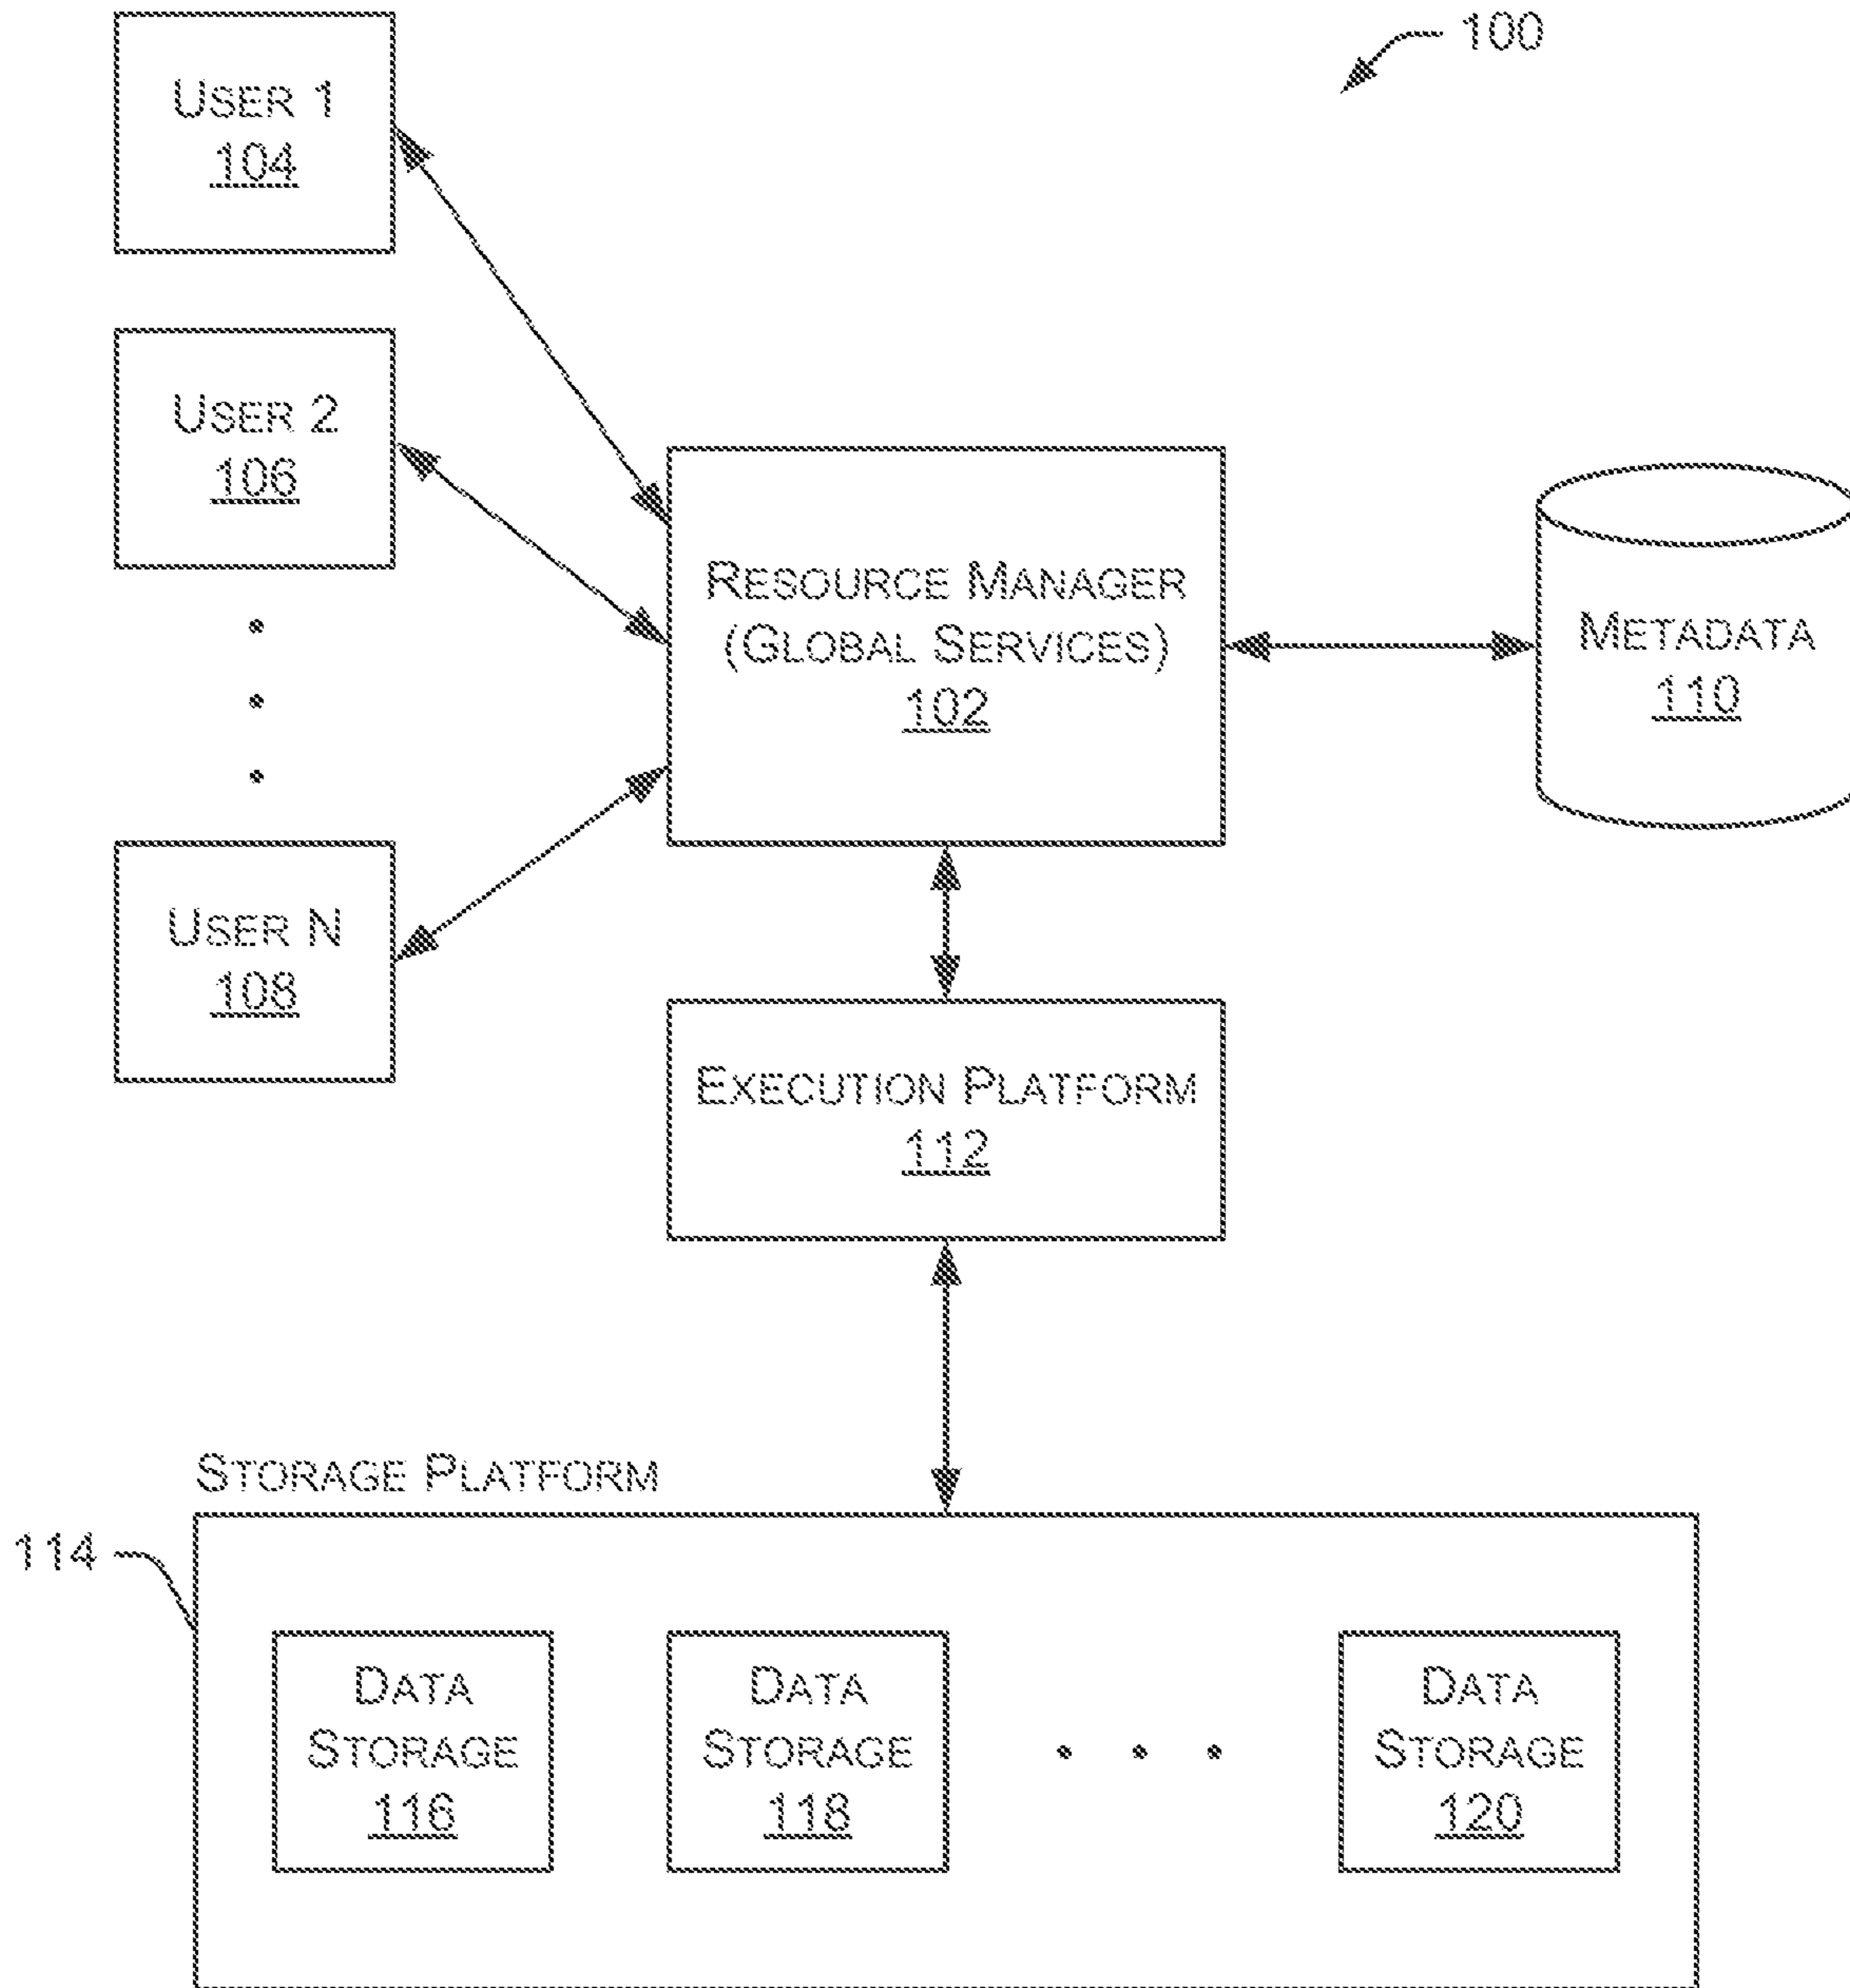 100
USER 1
104
USER 2
106
RESOURCE MANAGER
(GLOBAL SERVICES)
102
METADATA
110
USER N
108
EXECUTION PLATFORM
112
STORAGE PLATFORM
114
DATA
STORAGE
116
DATA
STORAGE
118
DATA
STORAGE
120